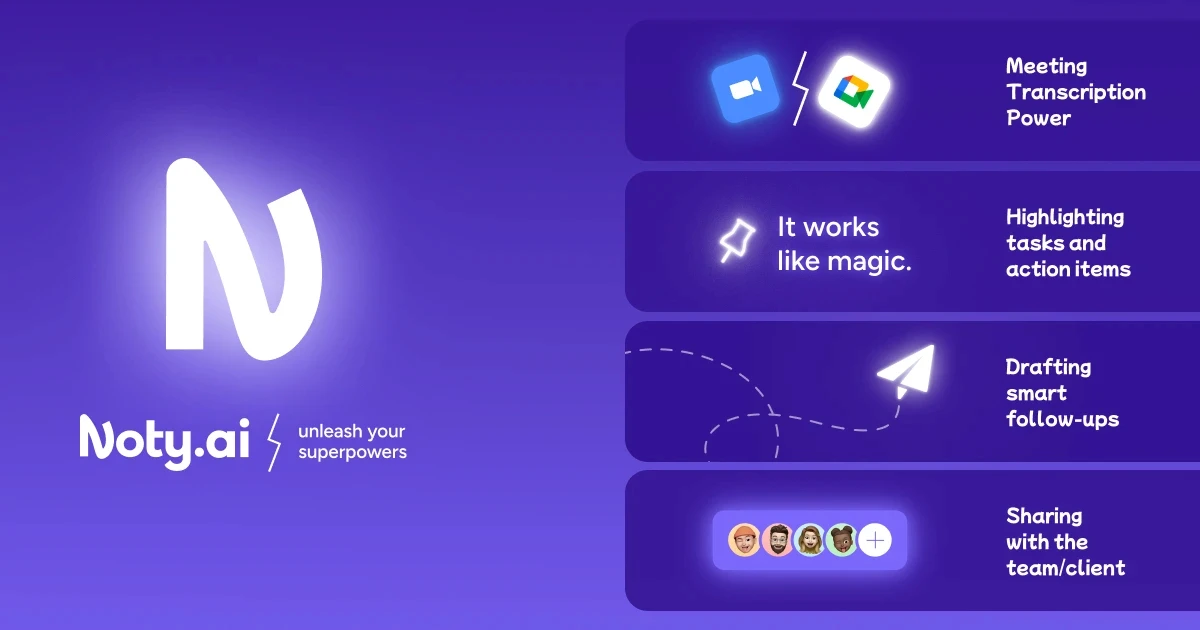 Noty.ai
unleash your
superpowers
Meeting
Transcription
Power
It works
like magic.
Highlighting
tasks and
action items
Drafting
smart
follow-ups
Sharing
with the
team/client